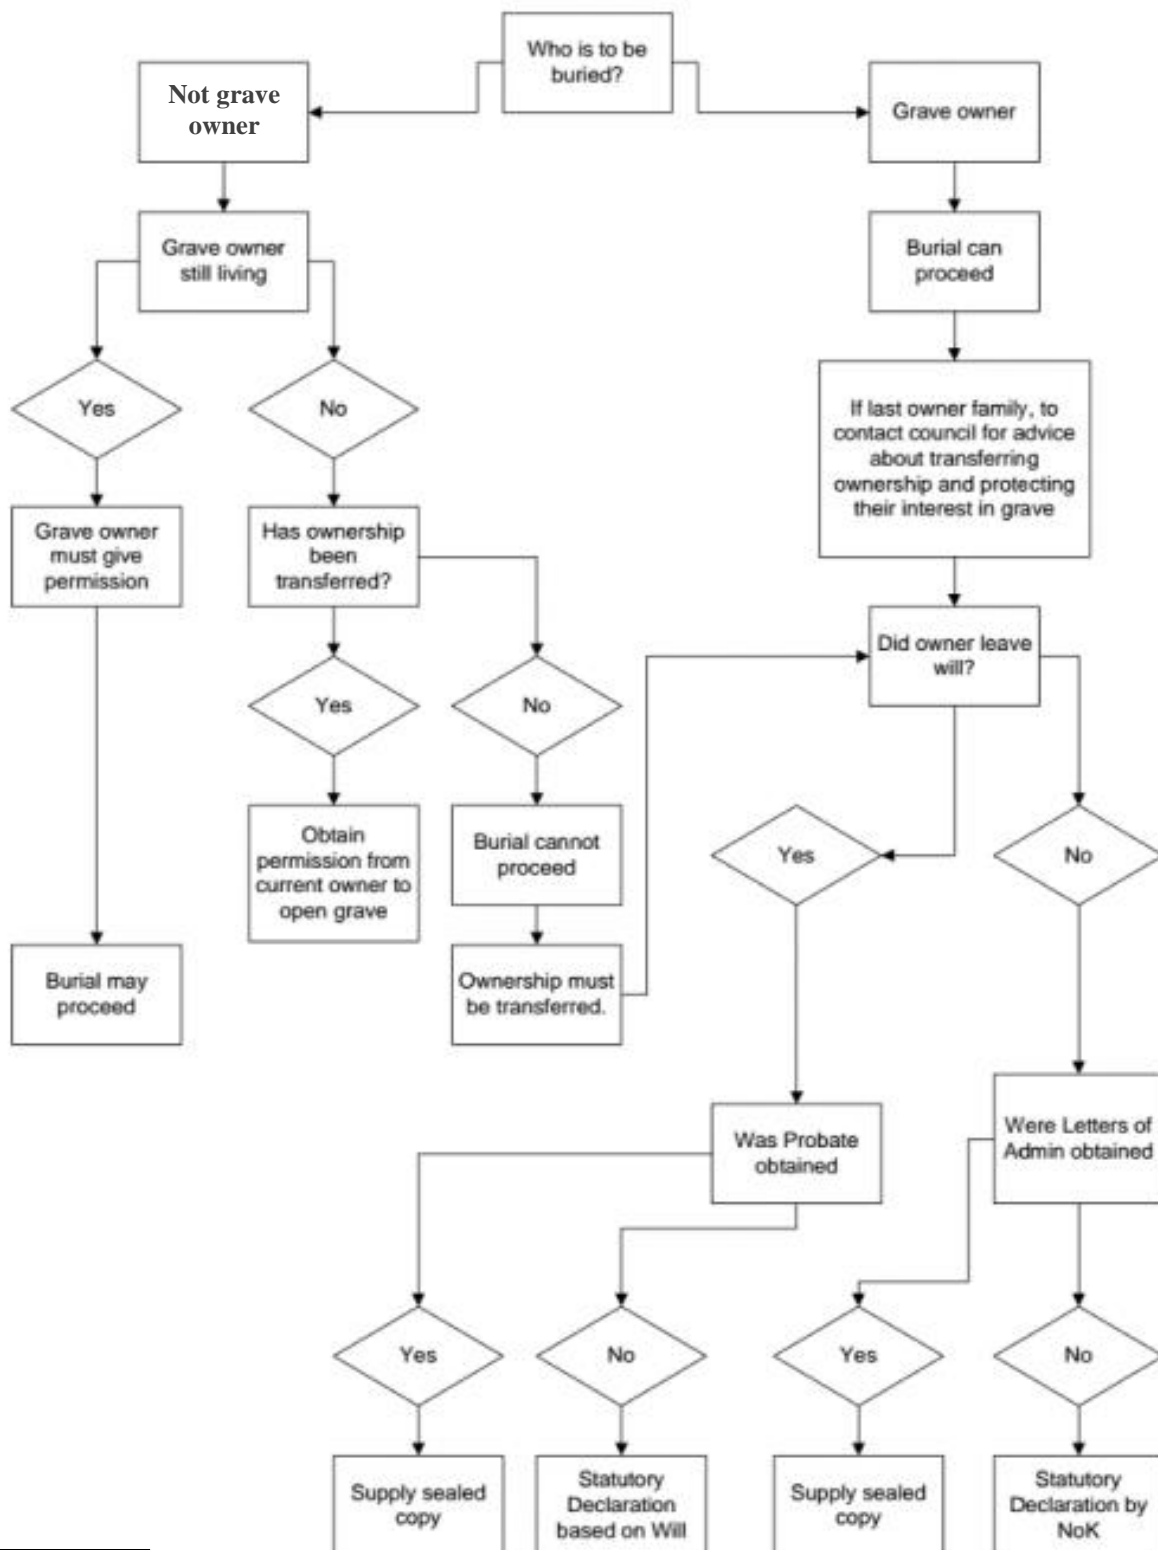 Who is to be
buried?
Not grave
owner
Grave owner
Grave owner
still living
Burial can
proceed
Yes
No
If last owner family, to
contact council for advice
about transferring
ownership and protecting
their interest in grave
Grave owner
must give
permission
Has ownership
been
transferred?
Did owner leave
will?
Yes
No
Obtain
permission from
current owner to
open grave
Burial cannot
proceed
Yes
No
Burial may
proceed
Ownership must
be transferred.
Was Probate
obtained
Were Letters of
Admin obtained
Yes
No
Yes
No
Supply sealed
copy
Statutory
Declaration
based on Will
Supply sealed
copy
Statutory
Declaration by
NoK